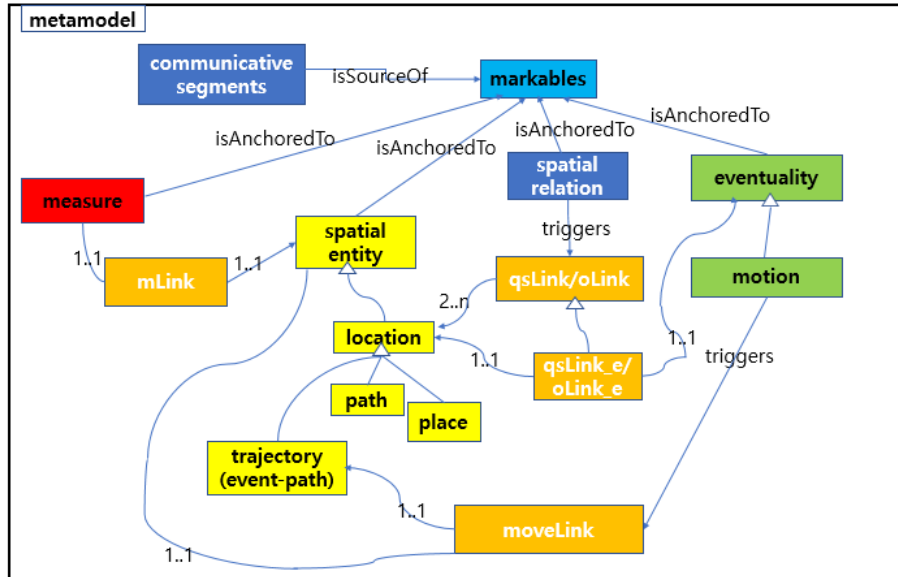 metamodel
communicative
segments
isSourceOf
markables
isAnchoredTo
isAnchoredTo
isAnchoredTo
isAnchoredTo
measure
spatial
relation
eventuality
spatial
entity
triggers
1..1
1..1
mLink
qsLink/oLink
motion
2..n
location
1..1
1..1
triggers
qsLink_e/
oLink_e
path
place
trajectory
(event-path)
1..1
moveLink
1..1